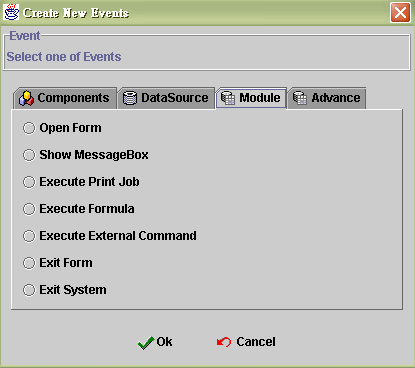 Create New Events
Event
Select one of Events
Components DataSource Module Advance
Open Form
Show MessageBox
Execute Print Job
Execute Formula
Execute External Command
Exit Form
Exit System
Ok Cancel